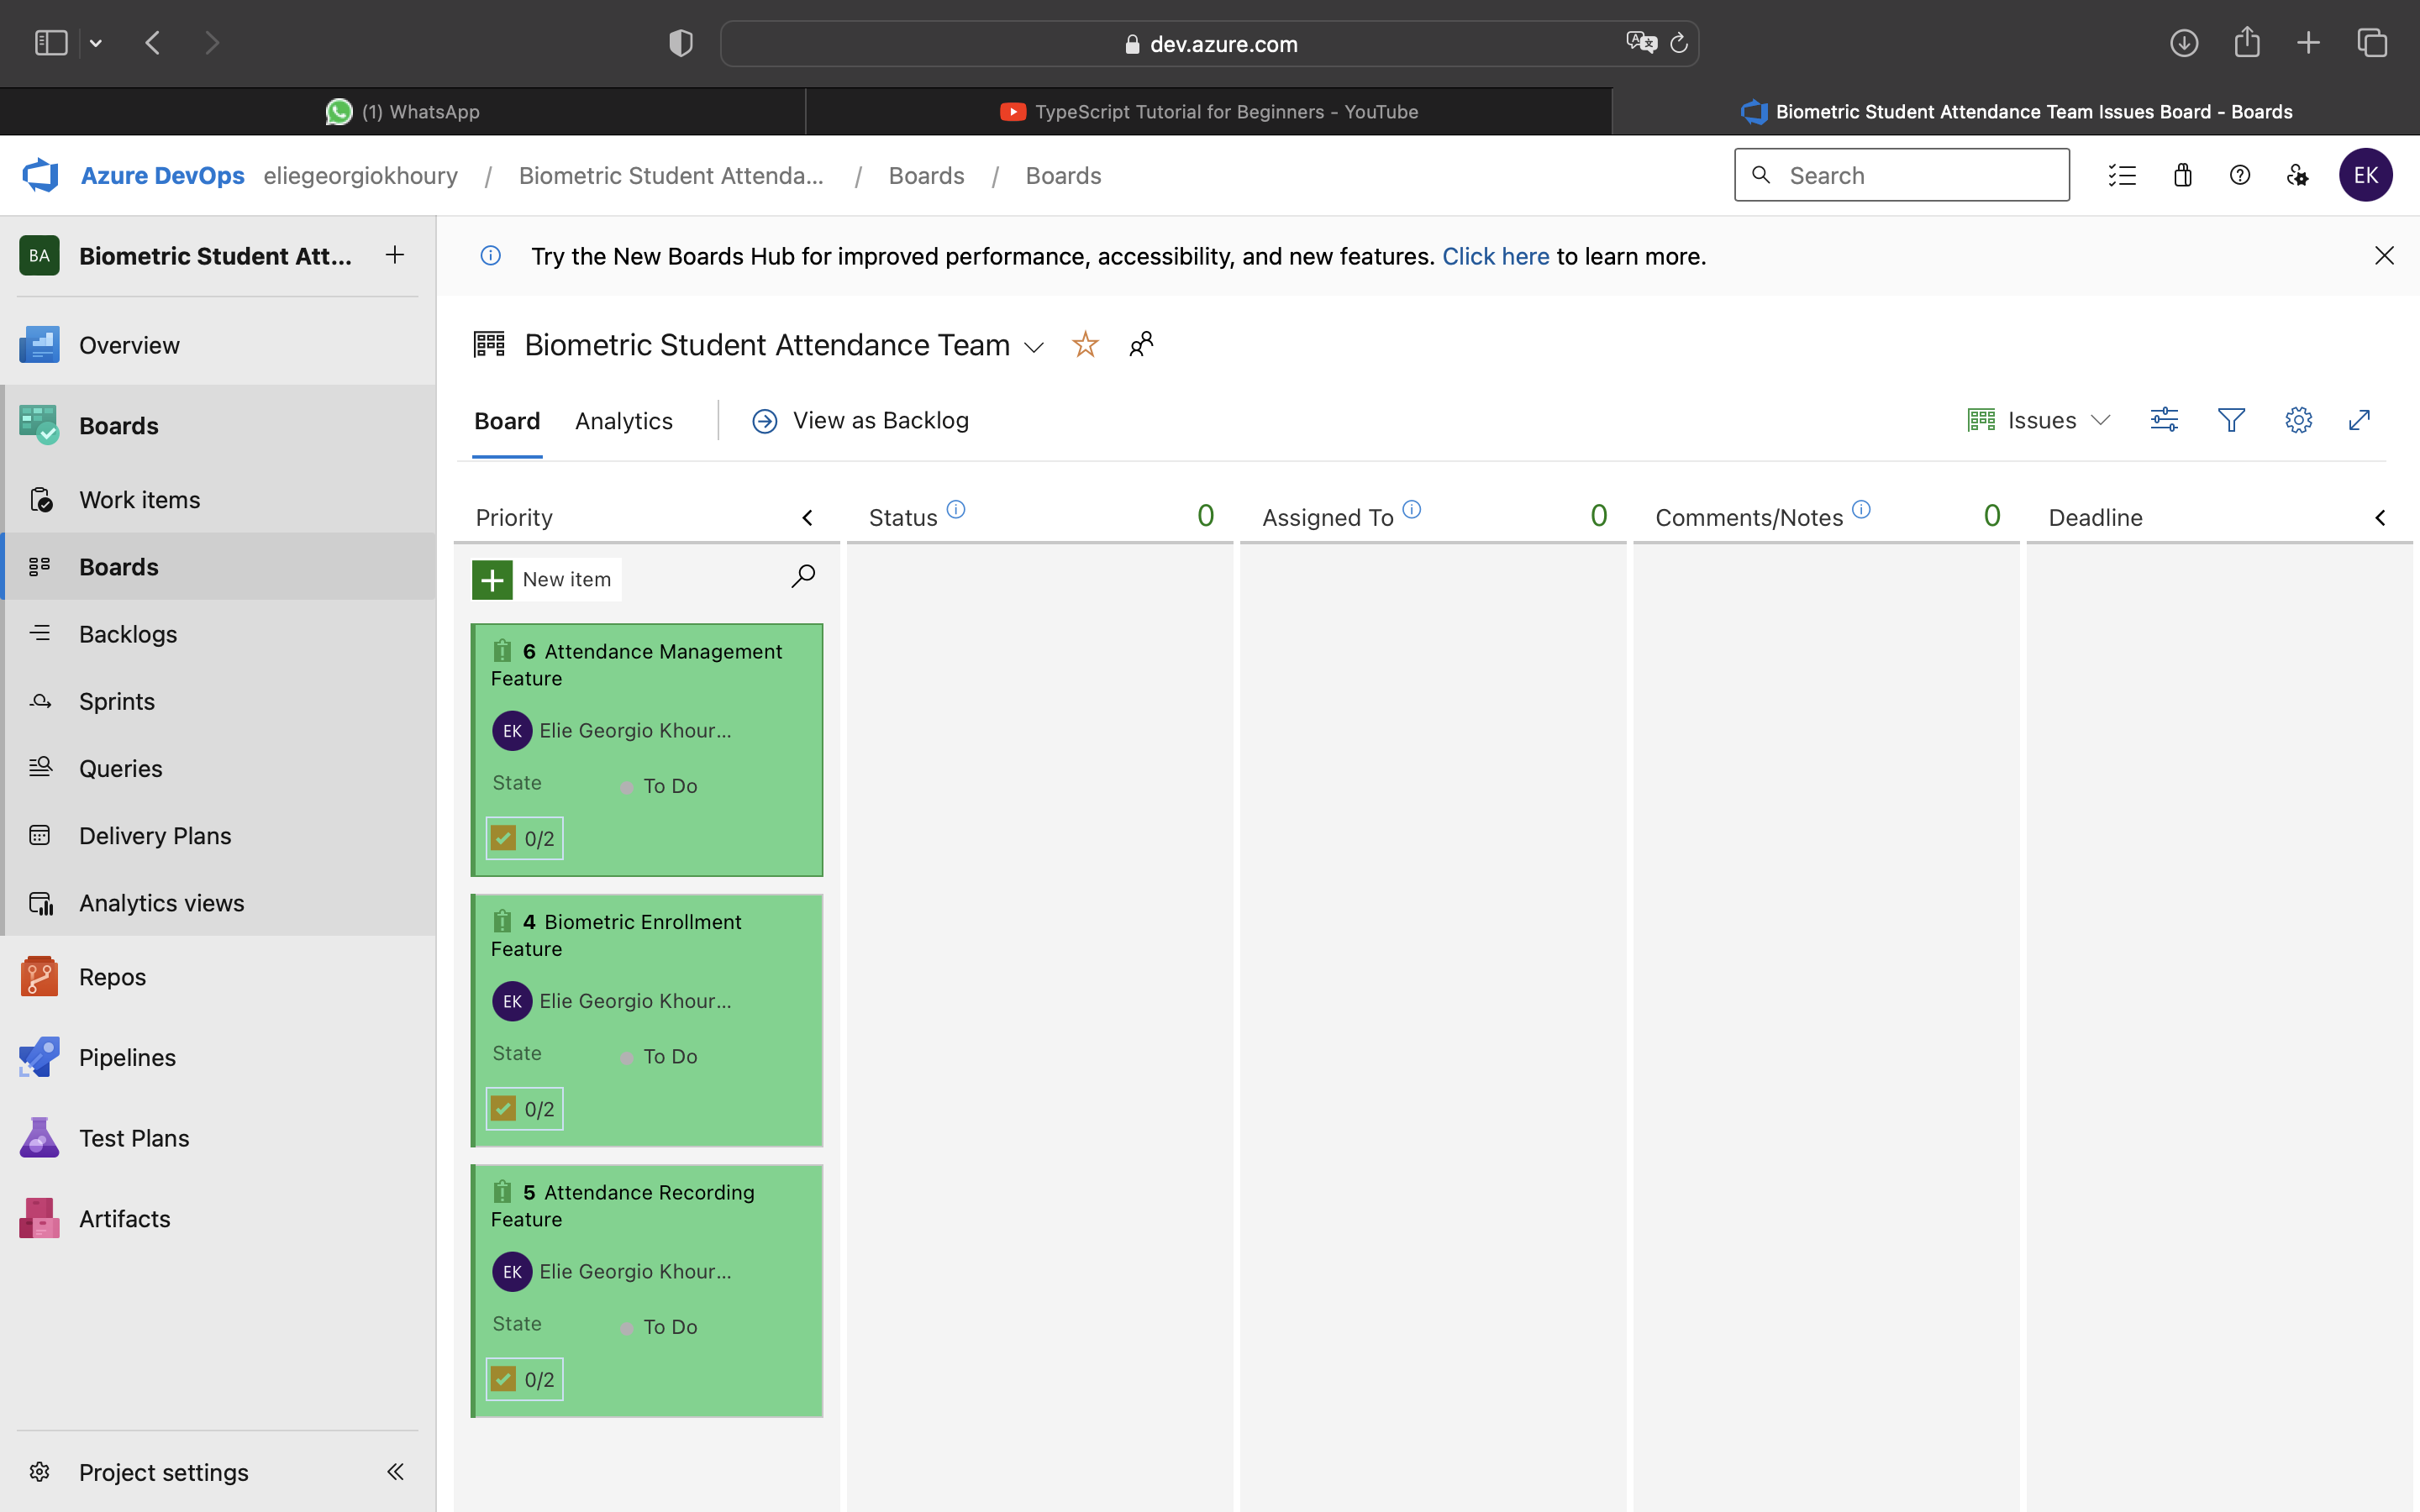 dev.azure.com
(1) WhatsApp
TypeScript Tutorial for Beginners - YouTube
Biometric Student Attendance Team Issues Board - Boards
Azure DevOps eliegeorgiokhoury / Biometric Student Attenda... / Boards / Boards
Search
EK
BA Biometric Student Att...
Overview
Boards
Work items
Boards
Backlogs
Sprints
Queries
Delivery Plans
Analytics views
Repos
Pipelines
Test Plans
Artifacts
Project settings
Try the New Boards Hub for improved performance, accessibility, and new features. Click here to learn more.
Biometric Student Attendance Team
Board Analytics View as Backlog
Issues
Priority
Status 0
Assigned To 0
Comments/Notes 0
Deadline
New item
6 Attendance Management
Feature
EK Elie Georgio Khour...
State To Do
0/2
4 Biometric Enrollment
Feature
EK Elie Georgio Khour...
State To Do
0/2
5 Attendance Recording
Feature
EK Elie Georgio Khour...
State To Do
0/2